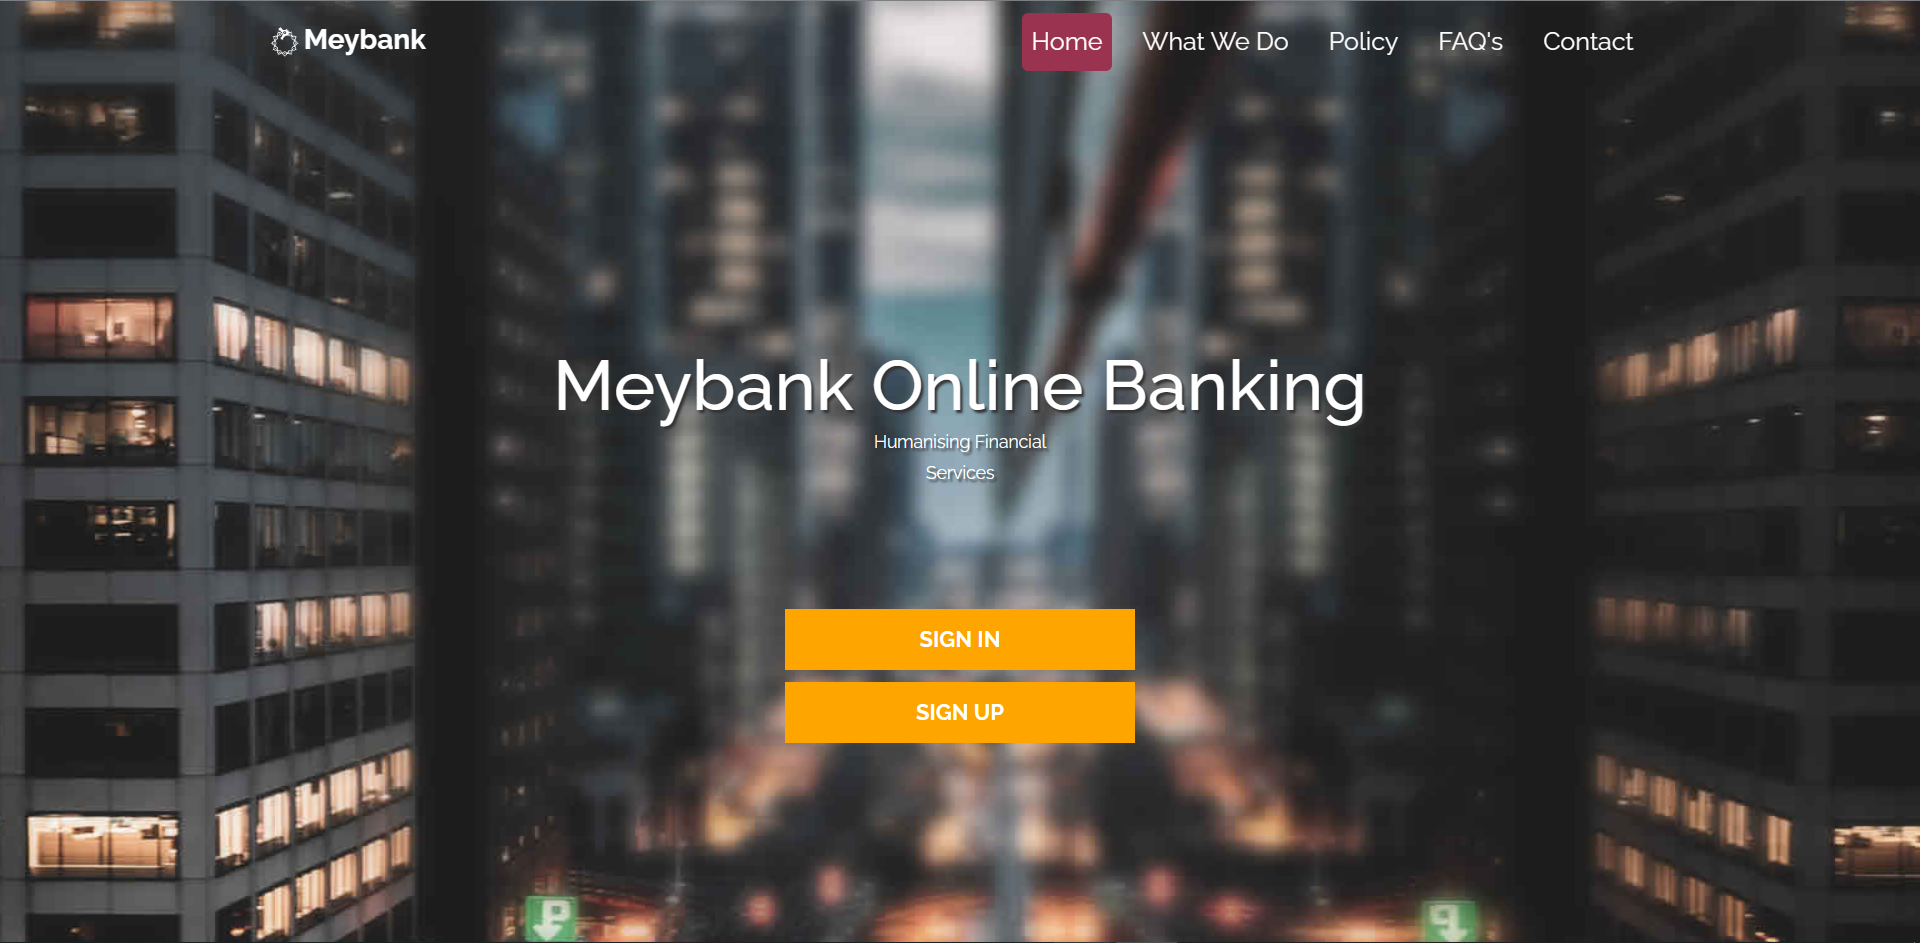 Meybank
Home
What We Do
Policy
FAQ's
Contact
Meybank Online Banking
Humanising Financial
Services
SIGN IN
SIGN UP
P